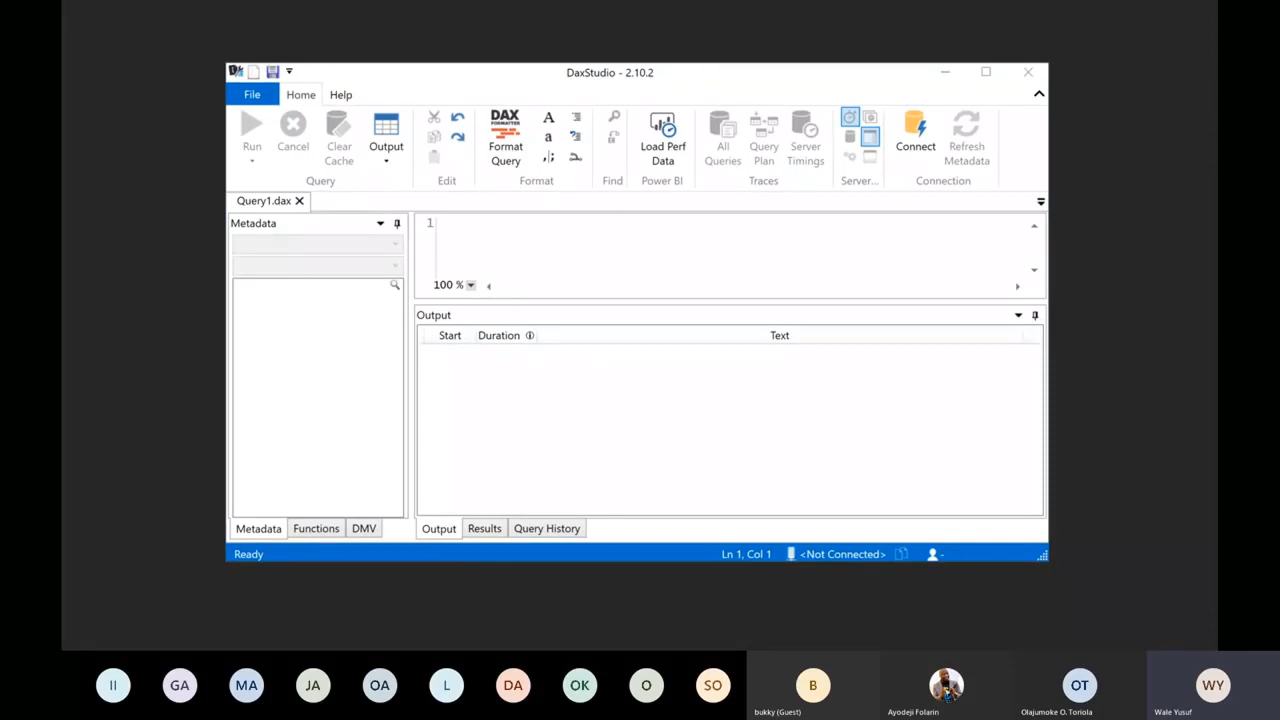 DaxStudio - 2.10.2
File Home Help
Run Cancel Clear Cache Output
DAX FORMATTER Format Query
A
a
Load Perf Data
All Queries Query Plan Server Timings
Connect Refresh Metadata
Query Edit Format Find Power BI Traces Server... Connection
Query1.dax
Metadata
1
100 %
Output
Start Duration Text
Metadata Functions DMV
Output Results Query History
Ready Ln 1, Col 1 <Not Connected> -
II GA MA JA OA L DA OK O SO B OT WY
bukky (Guest) Ayodeji Folarin Olajumoke O. Toriola Wale Yusuf